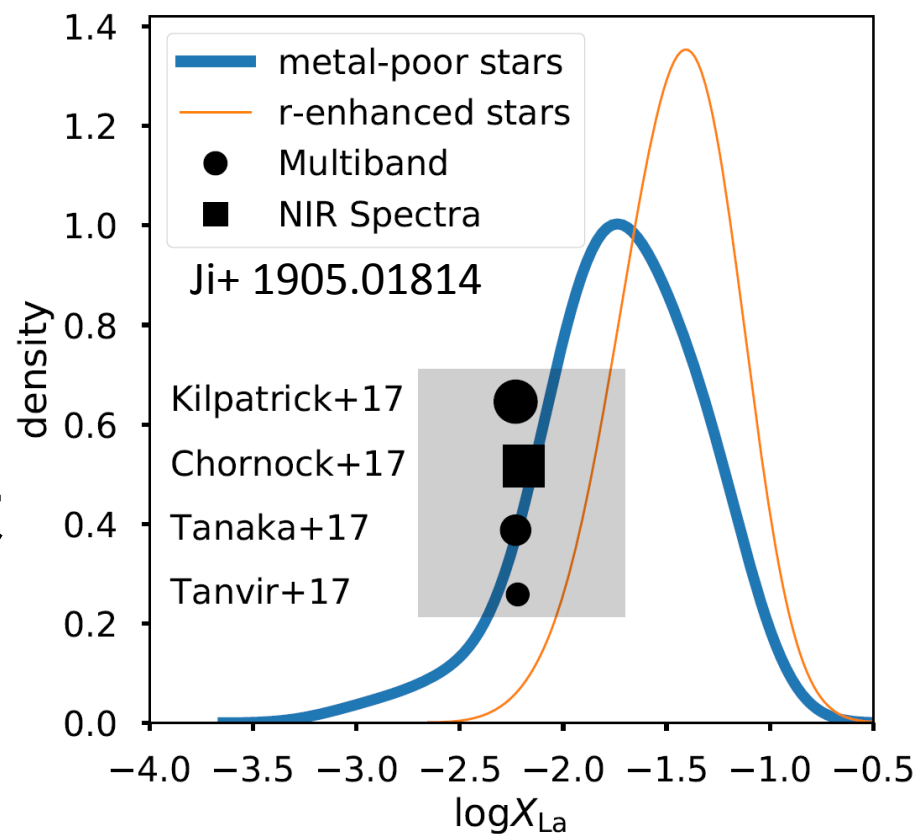 1.4
1.2
1.0
0.8
0.6
0.4
0.2
0.0
density
metal-poor stars
r-enhanced stars
Multiband
NIR Spectra
Ji+ 1905.01814
Kilpatrick+17
Chornock+17
Tanaka+17
Tanvir+17
−4.0 −3.5 −3.0 −2.5 −2.0 −1.5 −1.0 −0.5
logX_La